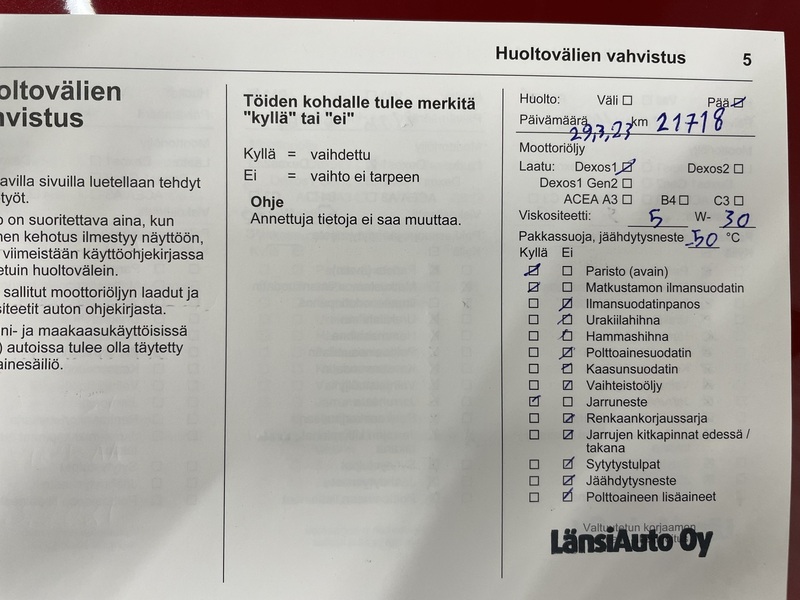 Huoltovälien vahvistus 5
oltovälien
nvistus
avilla sivuilla luetellaan tehdyt
työt.
o on suoritettava aina, kun
nen kehotus ilmestyy näyttöön,
viimeistään käyttöohjekirjassa
etuin huoltovälein.
sallitut moottoriöljyn laadut ja
siteetit auton ohjekirjasta.
ni- ja maakaasukäyttöisissä
) autoissa tulee olla täytetty
ainesäiliö.
Töiden kohdalle tulee merkitä
"kyllä" tai "ei"
Kyllä = vaihdettu
Ei = vaihto ei tarpeen
Ohje
Annettuja tietoja ei saa muuttaa.
Huolto: Väli ☐ Pää ☑
Päivämäärä 29,3,23 km 21718
Moottoriöljy
Laatu: Dexos1 ☑ Dexos2 ☐
Dexos1 Gen2 ☐
ACEA A3 ☐ B4 ☐ C3 ☐
Viskositeetti: 5 W- 30
Pakkassuoja, jäähdytysneste -50 °C
Kyllä Ei
☑ ☐ Paristo (avain)
☑ ☐ Matkustamon ilmansuodatin
☐ ☑ Ilmansuodatinpanos
☐ ☑ Urakiilahihna
☐ ☑ Hammashihna
☐ ☑ Polttoainesuodatin
☐ ☑ Kaasunsuodatin
☐ ☑ Vaihteistoöljy
☑ ☐ Jarruneste
☐ ☑ Renkaankorjaussarja
☐ ☑ Jarrujen kitkapinnat edessä /
takana
☐ ☑ Sytytystulpat
☐ ☑ Jäähdytysneste
☐ ☑ Polttoaineen lisäaineet
Valtuutetun korjaamon
LänsiAuto Oy